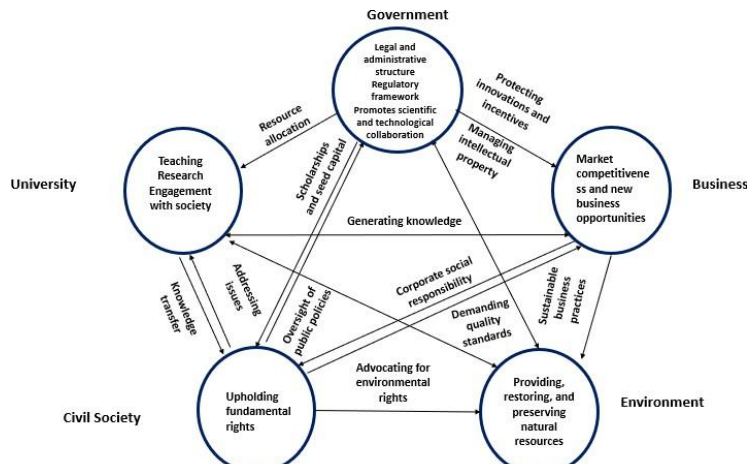 Government
Legal and
administrative
structure
Regulatory
framework
Promotes scientific
and technological
collaboration
Protecting
innovations and
incentives
Managing
intellectual
property
Resource
allocation
Scholarships
and seed capital
University
Teaching
Research
Engagement
with society
Market
competitivene
ss and new
business
opportunities
Business
Generating knowledge
Knowledge
transfer
Addressing
issues
Oversight of
public policies
Corporate social
responsibility
Demanding
quality
standards
Sustainable
business
practices
Civil Society
Upholding
fundamental
rights
Advocating for
environmental
rights
Providing,
restoring, and
preserving
natural
resources
Environment